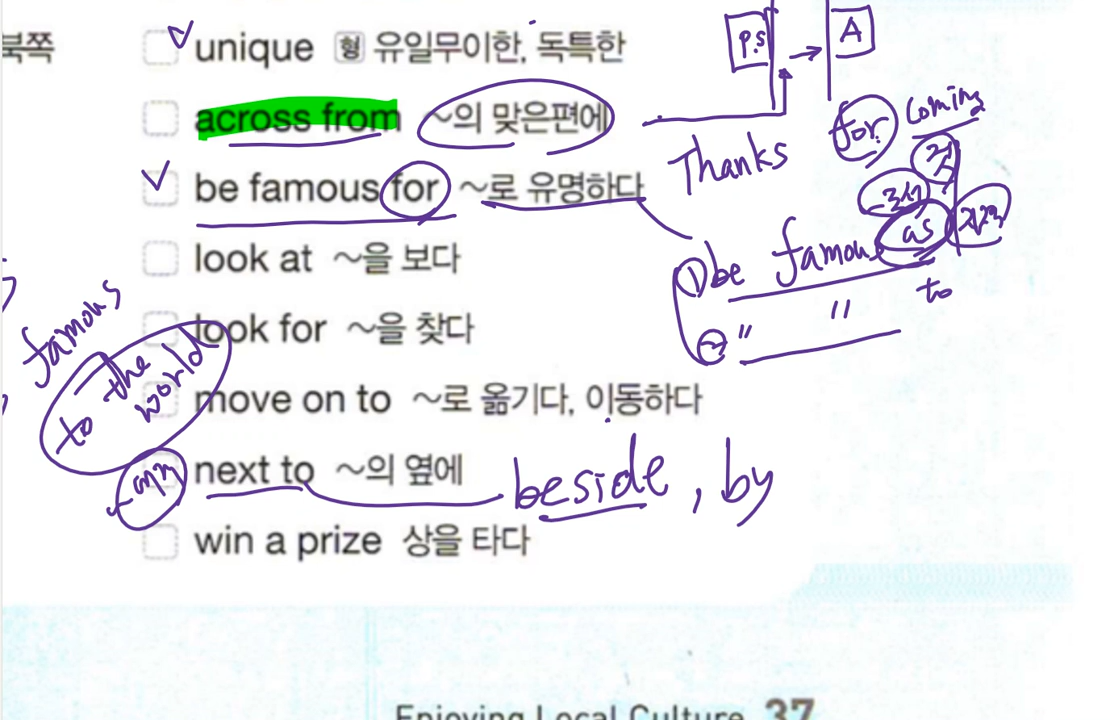 북쪽
unique 형 유일무이한, 독특한
P.S → A
across from ~의 맞은편에
Thanks for coming
be famous for ~로 유명하다
① be famous as
to
② " "
look at ~을 보다
look for ~을 찾다
famous to the world
move on to ~로 옮기다, 이동하다
next to ~의 옆에 beside, by
win a prize 상을 타다
Enjoying Local Culture 37